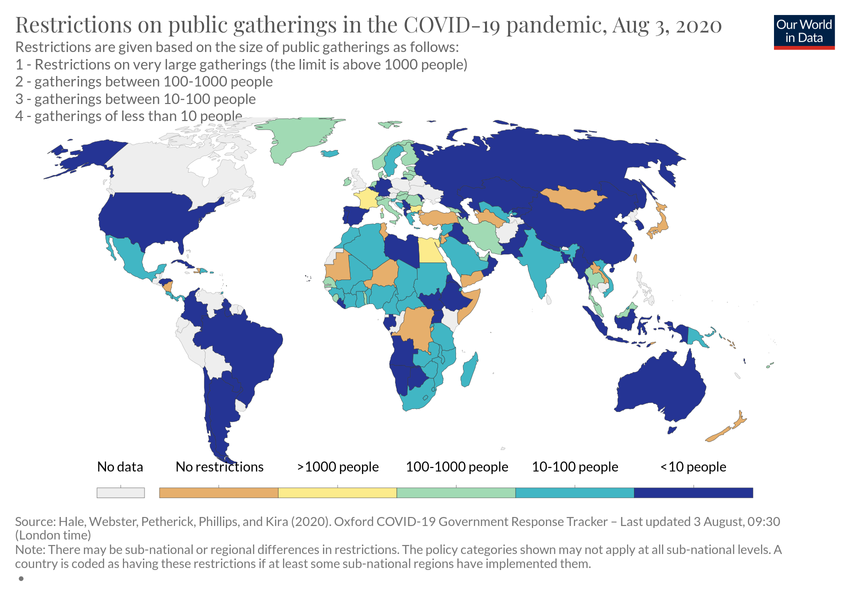 Restrictions on public gatherings in the COVID-19 pandemic, Aug 3, 2020
Our World
in Data
Restrictions are given based on the size of public gatherings as follows:
1 - Restrictions on very large gatherings (the limit is above 1000 people)
2 - gatherings between 100-1000 people
3 - gatherings between 10-100 people
4 - gatherings of less than 10 people
No data
No restrictions
>1000 people
100-1000 people
10-100 people
<10 people
Source: Hale, Webster, Petherick, Phillips, and Kira (2020). Oxford COVID-19 Government Response Tracker – Last updated 3 August, 09:30
(London time)
Note: There may be sub-national or regional differences in restrictions. The policy categories shown may not apply at all sub-national levels. A
country is coded as having these restrictions if at least some sub-national regions have implemented them.
•